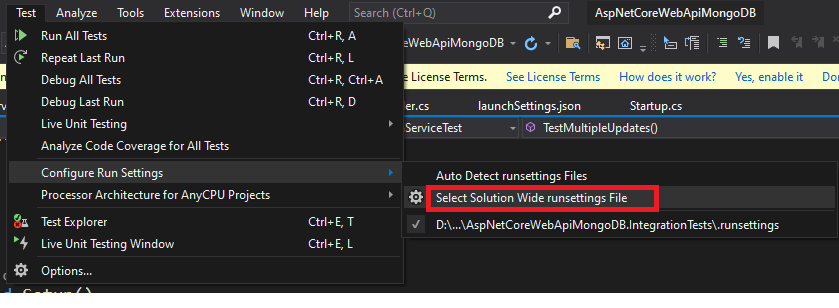 Test Analyze Tools Extensions Window Help Search (Ctrl+Q) AspNetCoreWebApiMongoDB
Run All Tests Ctrl+R, A
eWebApiMongoDB
Repeat Last Run Ctrl+R, L
Debug All Tests Ctrl+R, Ctrl+A
e License Terms. See License Terms. How does it work? Yes, enable it
Debug Last Run Ctrl+R, D
ler.cs launchSettings.json Startup.cs
Live Unit Testing
ServiceTest TestMultipleUpdates()
Analyze Code Coverage for All Tests
Configure Run Settings
Auto Detect runsettings Files
Processor Architecture for AnyCPU Projects
Select Solution Wide runsettings File
Test Explorer Ctrl+E, T
D:\...\AspNetCoreWebApiMongoDB.IntegrationTests\.runsettings
Live Unit Testing Window Ctrl+E, L
Options...